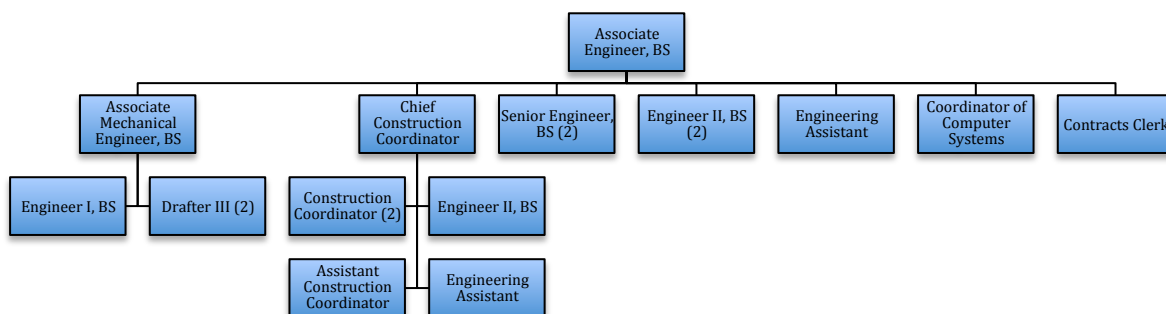 Associate
Engineer, BS
Associate
Mechanical
Engineer, BS
Chief
Construction
Coordinator
Senior Engineer,
BS (2)
Engineer II, BS
(2)
Engineering
Assistant
Coordinator of
Computer
Systems
Contracts Clerk
Engineer I, BS
Drafter III (2)
Construction
Coordinator (2)
Engineer II, BS
Assistant
Construction
Coordinator
Engineering
Assistant